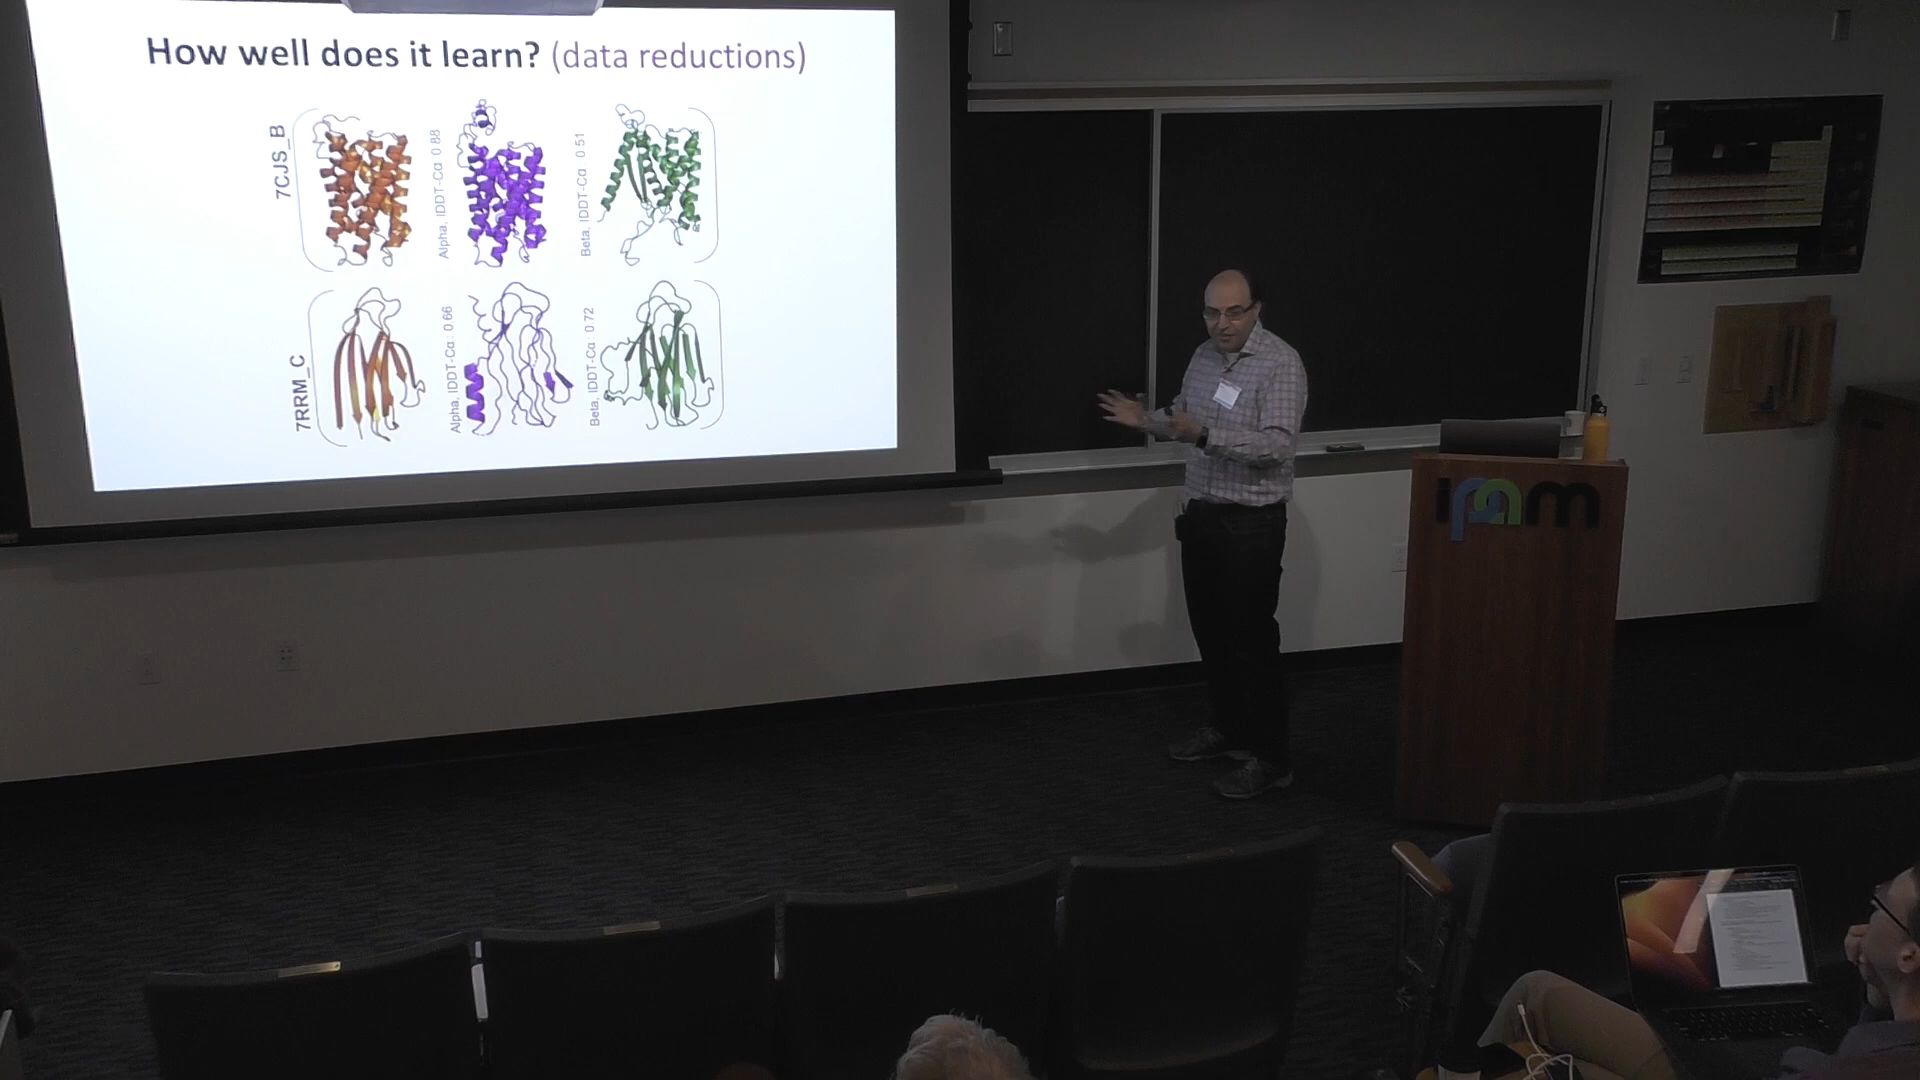 How well does it learn? (data reductions)
7CJS_B
Alpha, lDDT-Cα 0.88
Beta, lDDT-Cα 0.51
7RRM_C
Alpha, lDDT-Cα: 0.66
Beta, lDDT-Cα: 0.72
ipam